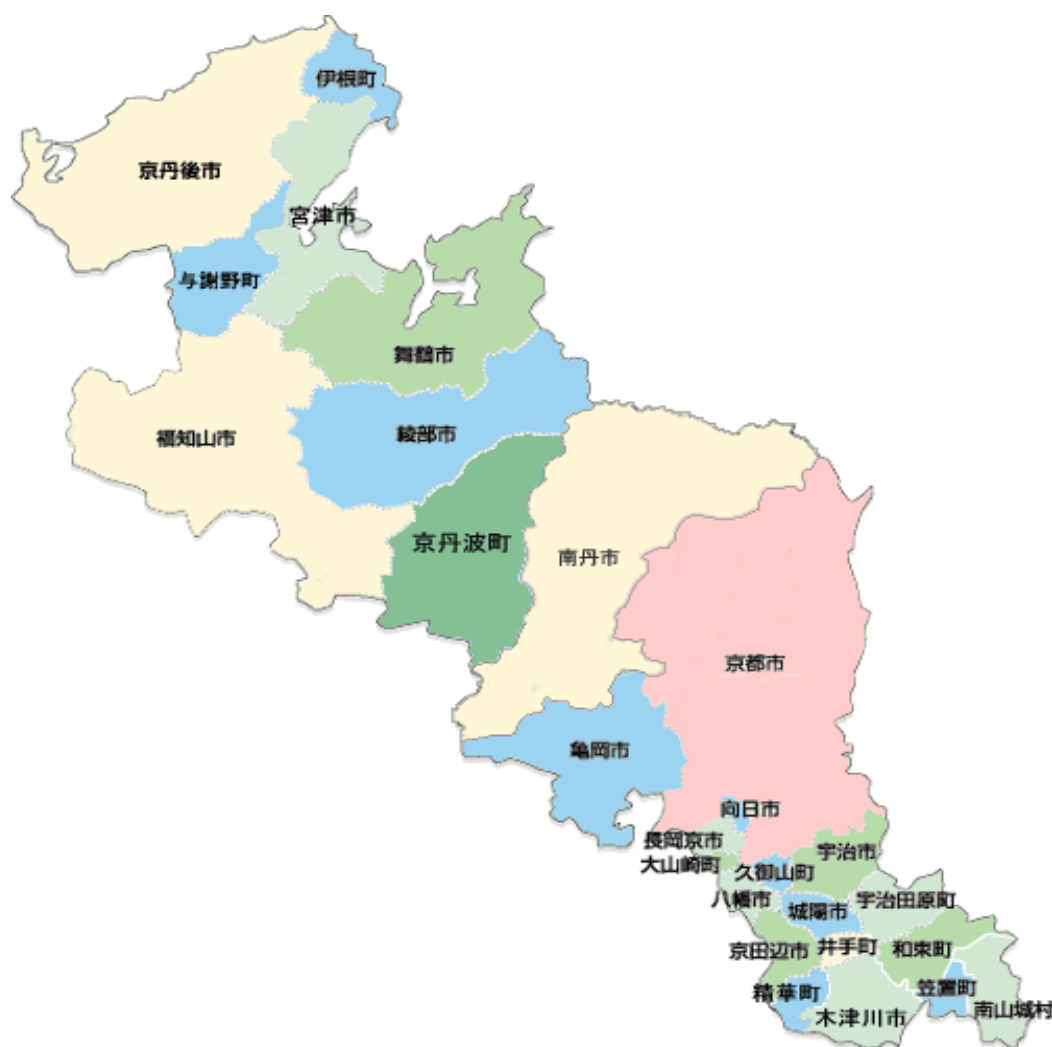 伊根町
京丹後市
宮津市
与謝野町
舞鶴市
福知山市
綾部市
京丹波町
南丹市
京都市
亀岡市
向日市
長岡京市
宇治市
大山崎町
久御山町
八幡市
宇治田原町
城陽市
京田辺市
井手町
和束町
精華町
笠置町
南山城村
木津川市